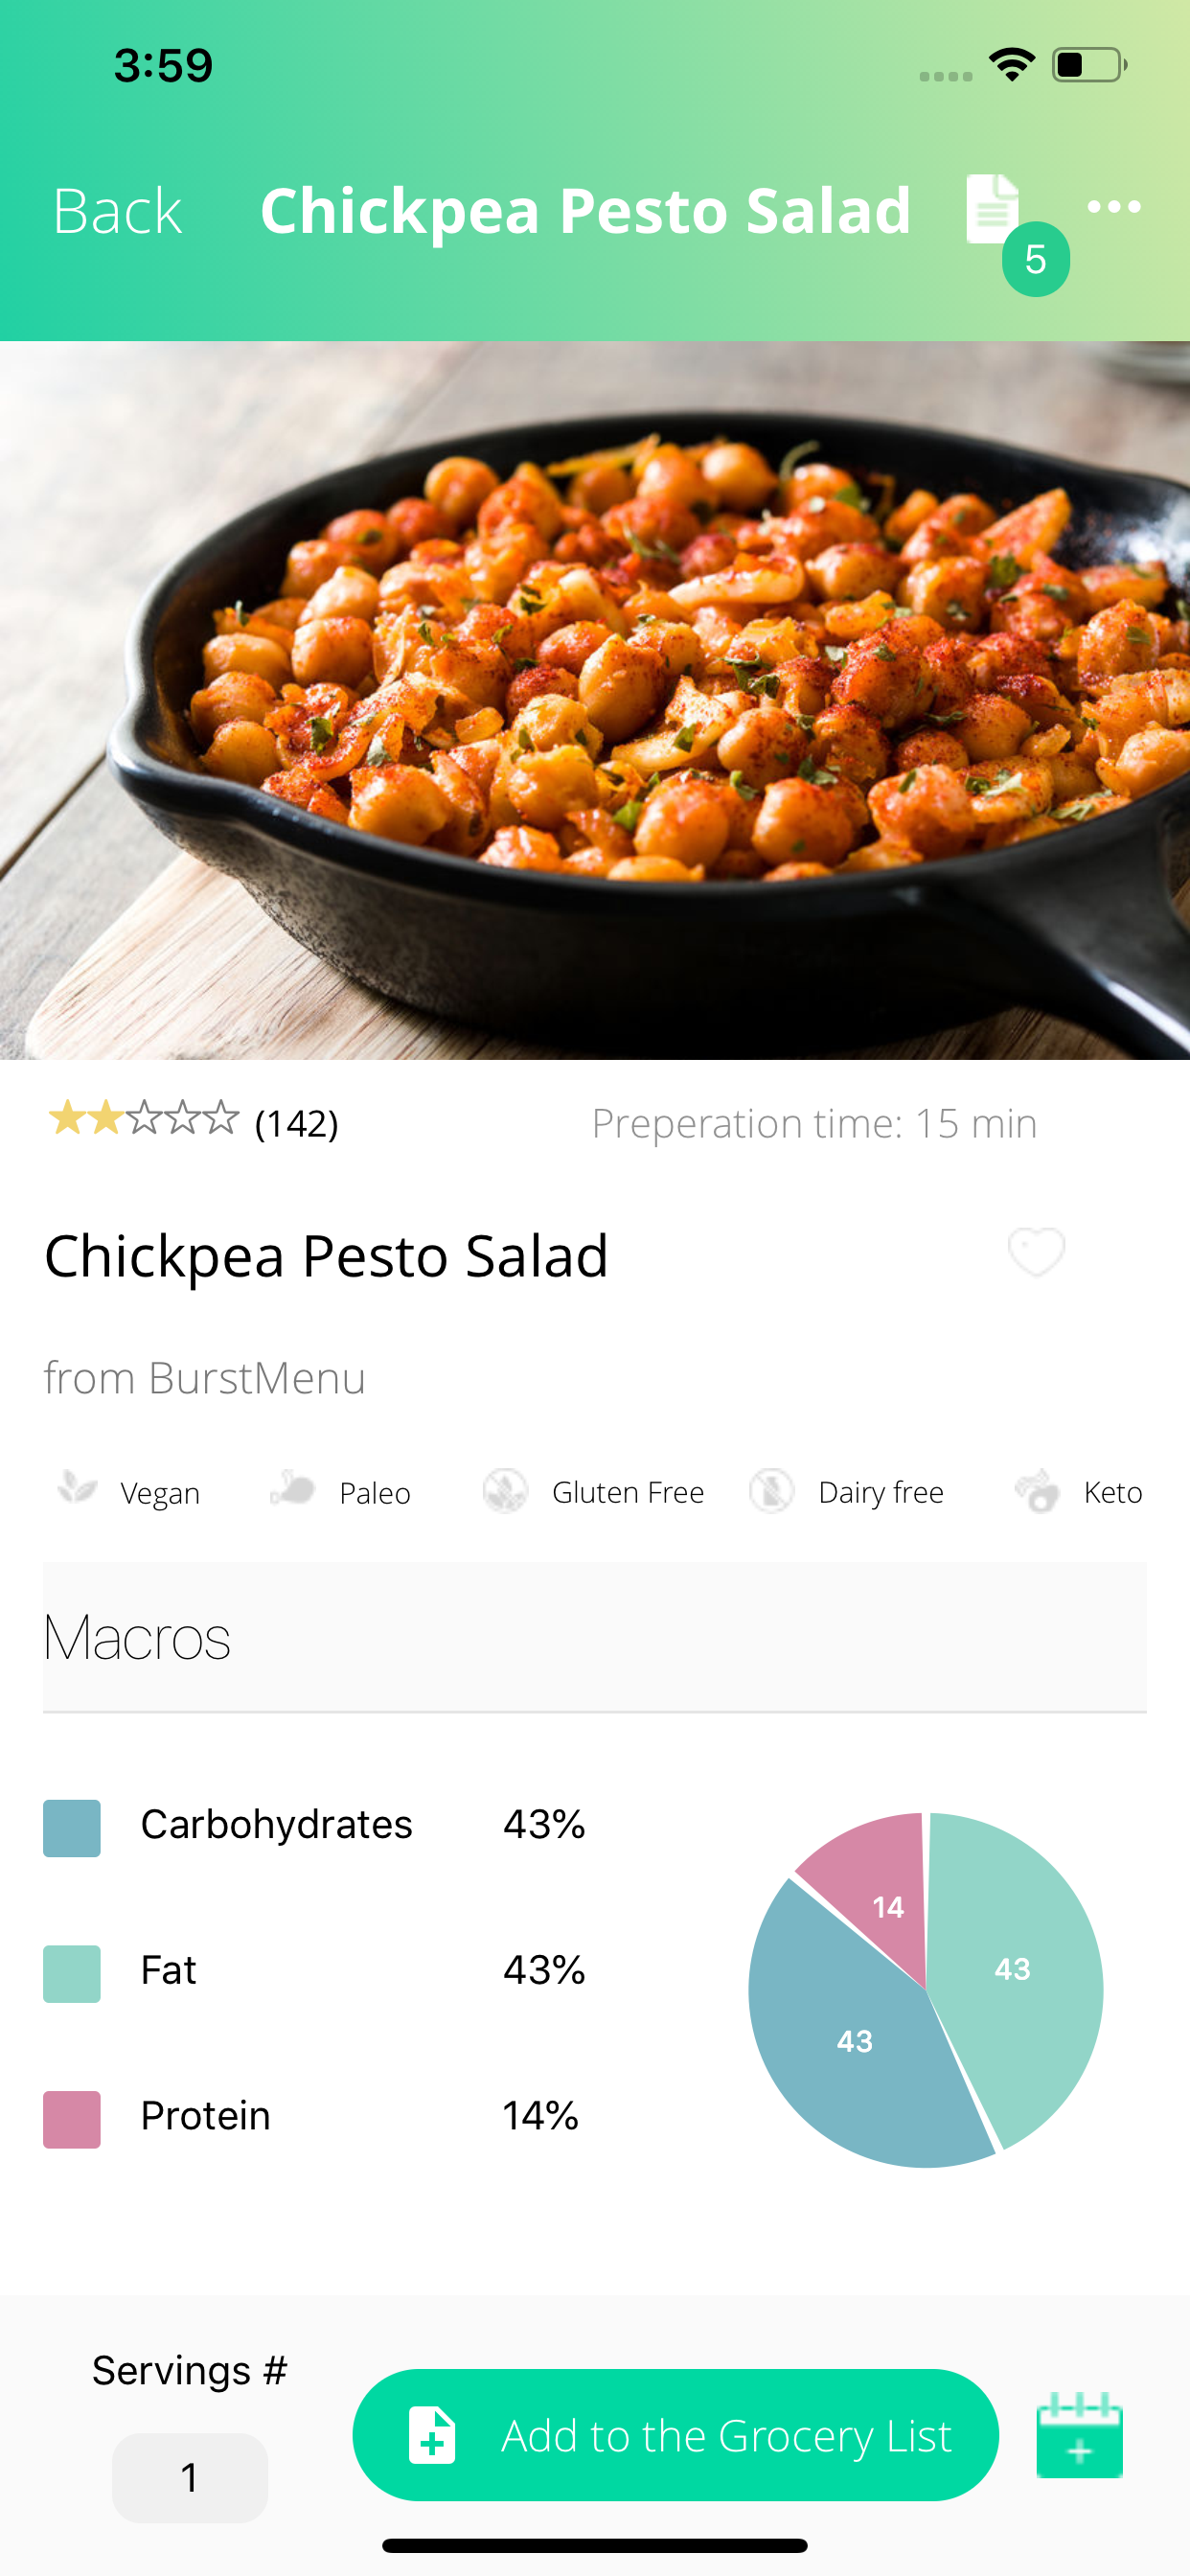 3:59
Back Chickpea Pesto Salad
5
(142) Preperation time: 15 min
Chickpea Pesto Salad
from BurstMenu
Vegan Paleo Gluten Free Dairy free Keto
Macros
Carbohydrates 43%
Fat 43%
Protein 14%
14
43
43
Servings #
1
Add to the Grocery List